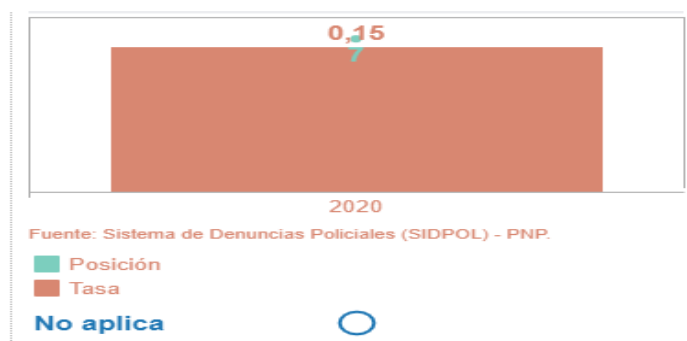 0,15
7
2020
Fuente: Sistema de Denuncias Policiales (SIDPOL) - PNP.
Posición
Tasa
No aplica